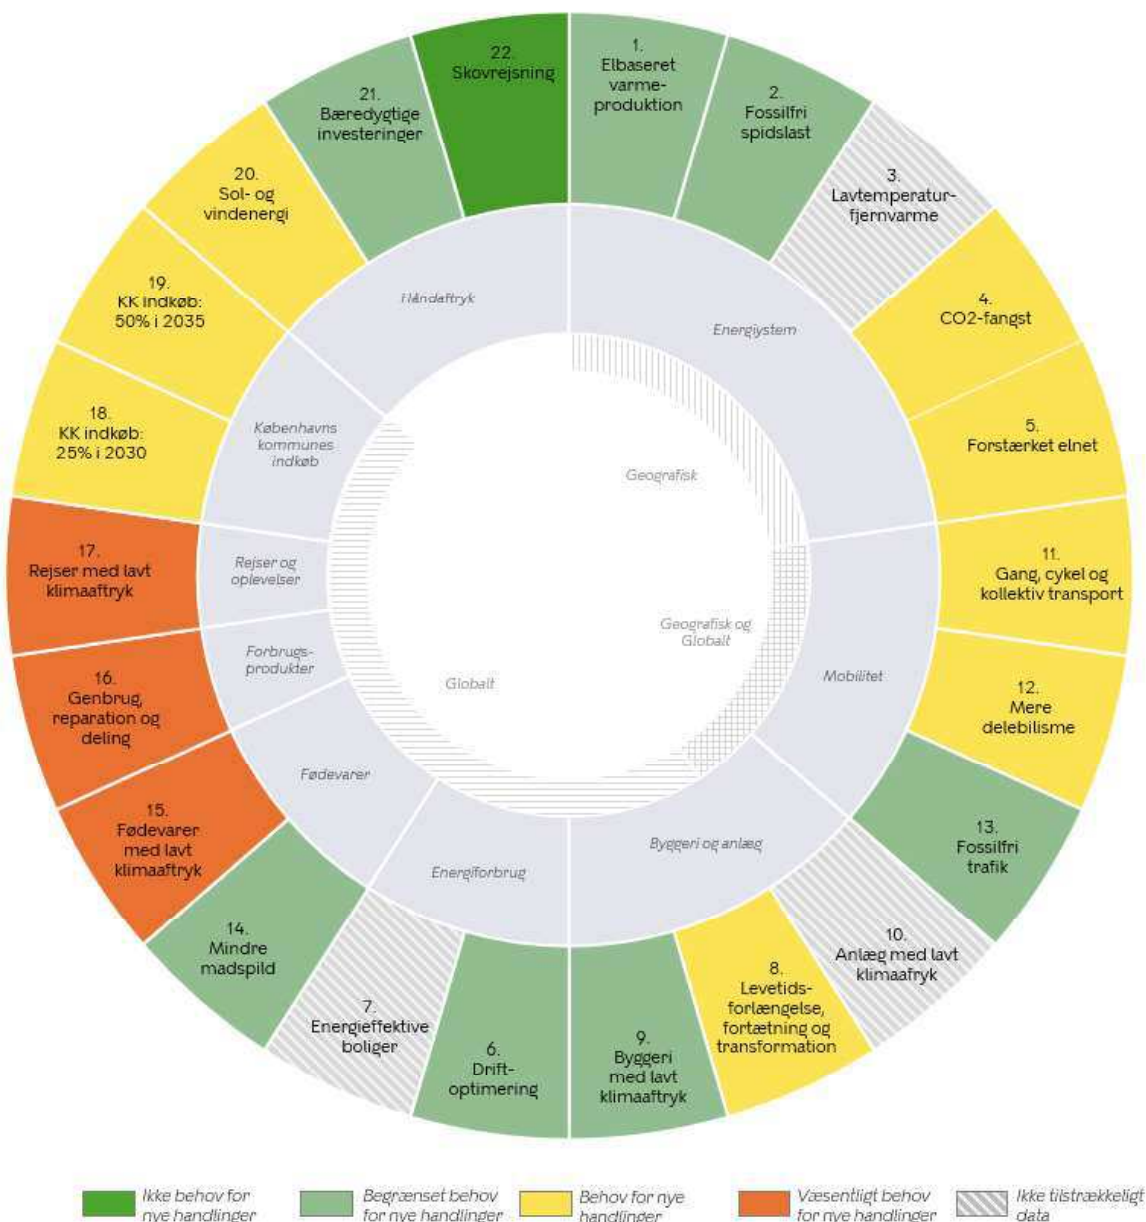 22.
Skovrejsning
1.
Elbaseret
varme-
produktion
2.
Fossilfri
spidslast
3.
Lavtemperatur-
fjernvarme
4.
CO2-fangst
5.
Forstærket elnet
11.
Gang, cykel og
kollektiv transport
12.
Mere
delebilisme
13.
Fossilfri
trafik
10.
Anlæg med lavt
klimaafryk
8.
Levetids-
forlængelse,
fortætning og
transformation
9.
Byggeri
med lavt
klimaaftryk
6.
Drift-
optimering
7.
Energieffektive
boliger
14.
Mindre
madspild
15.
Fødevarer
med lavt
klimaaftryk
16.
Genbrug,
reparation og
deling
17.
Rejser med lavt
klimaaftryk
18.
KK indkøb:
25% i 2030
19.
KK indkøb:
50% i 2035
20.
Sol- og
vindenergi
21.
Bæredygtige
investeringer
Håndaftryk
Energiystem
Mobilitet
Byggeri og anlæg
Energiforbrug
Fødevarer
Forbrugs-
produkter
Rejser og
oplevelser
Københavns
kommunes
indkøb
Geografisk
Geografisk og
Globalt
Globalt
Ikke behov for
nye handlinger
Begrænset behov
for nye handlinger
Behov for nye
handlinger
Væsentligt behov
for nye handlinger
Ikke tilstrækkeligt
data